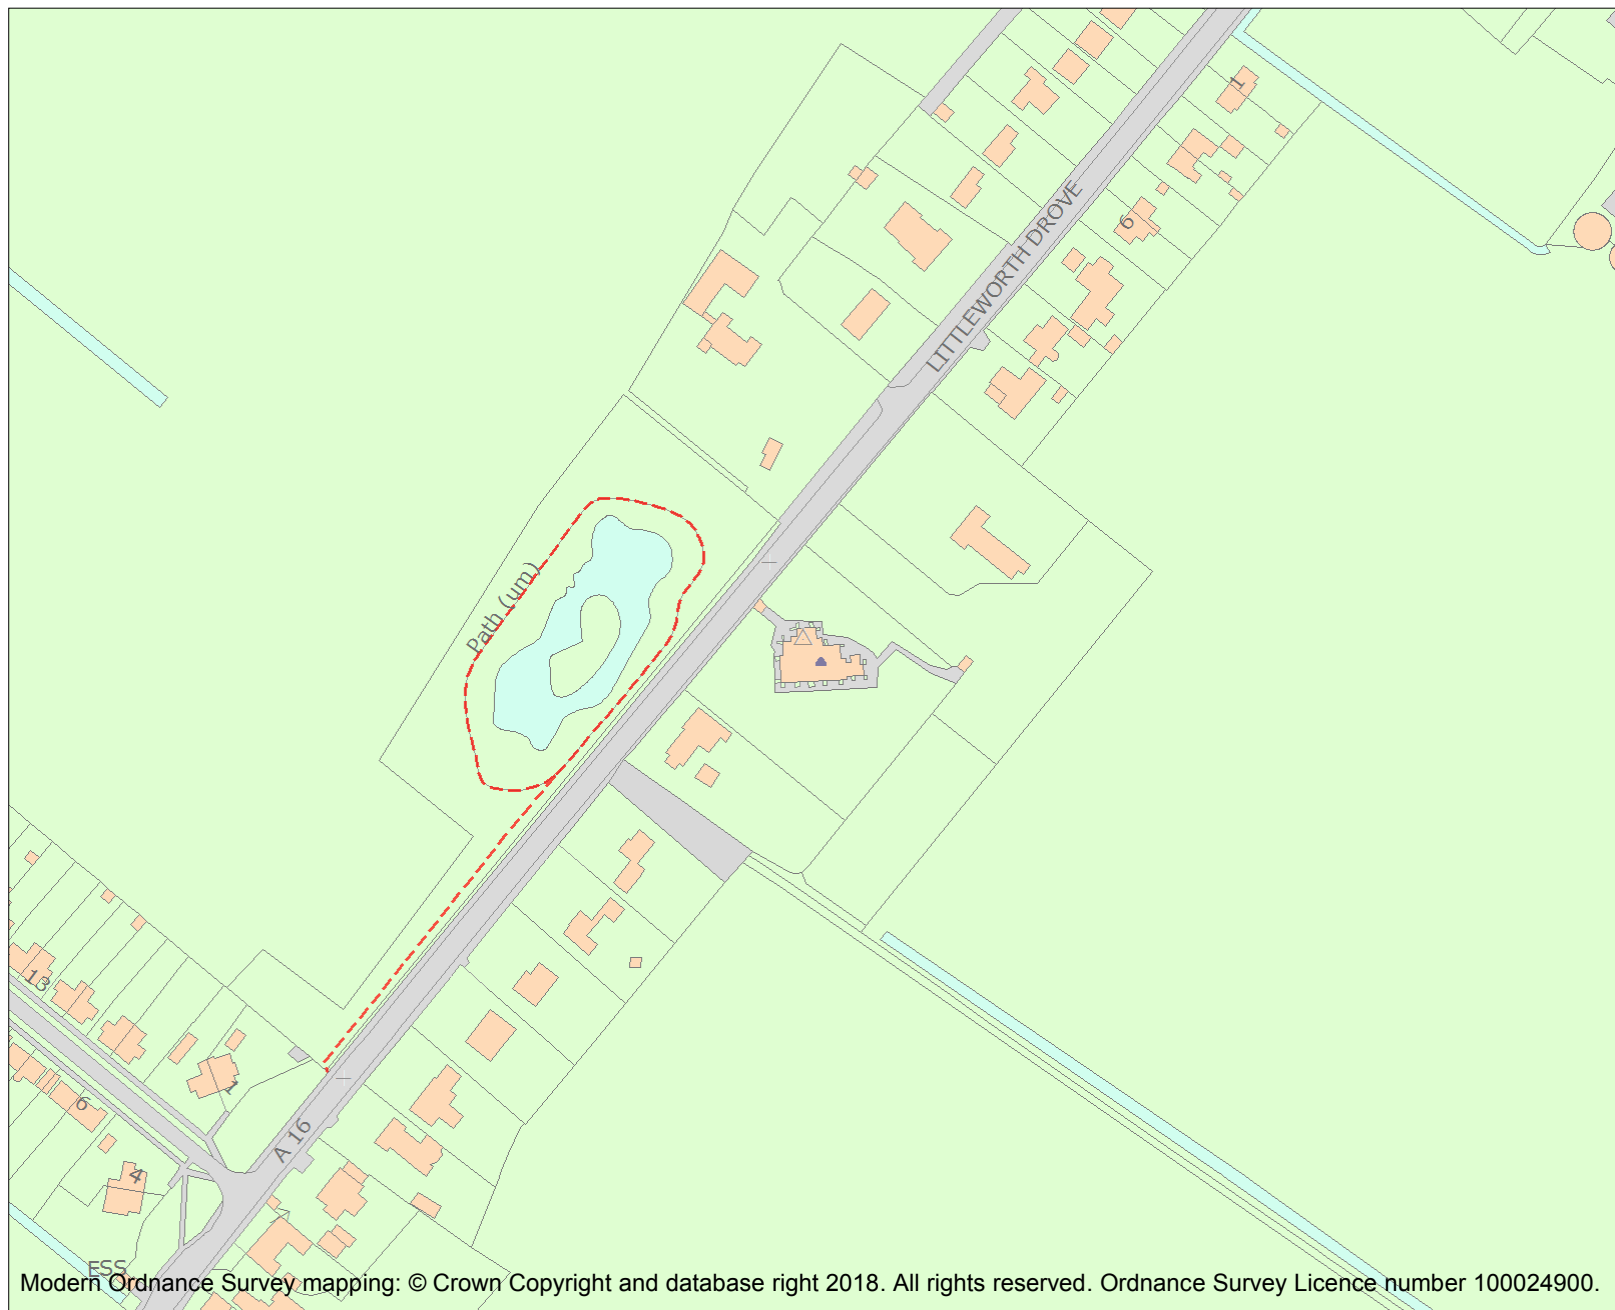 1
LITTLEWORTH DROVE
6
Path (um)
13
1
6
A 16
4
ESS
Modern Ordnance Survey mapping: © Crown Copyright and database right 2018. All rights reserved. Ordnance Survey Licence number 100024900.